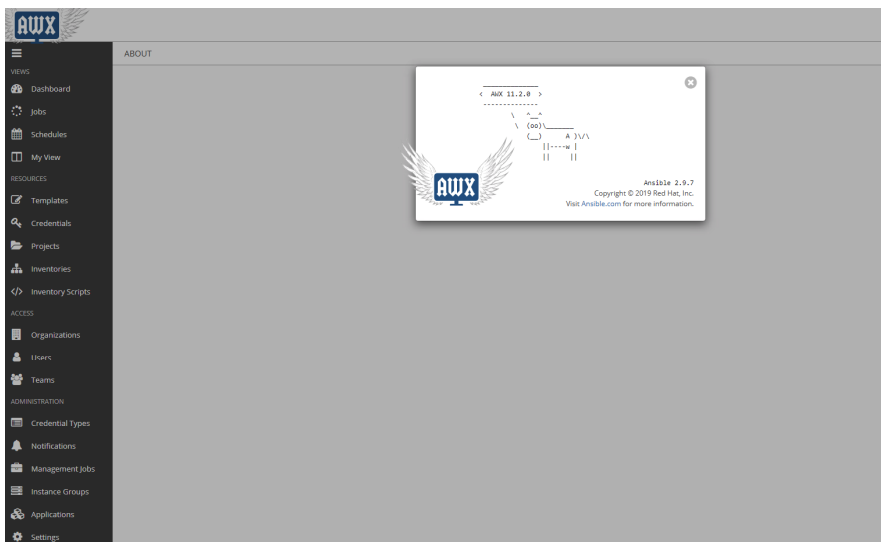 AWX
ABOUT
VIEWS
Dashboard
Jobs
Schedules
My View
RESOURCES
Templates
Credentials
Projects
Inventories
Inventory Scripts
ACCESS
Organizations
Users
Teams
ADMINISTRATION
Credential Types
Notifications
Management Jobs
Instance Groups
Applications
Settings
< AWX 11.2.0 >
--------------
\ ^__^
\ (oo)\_______
(__) A )\/\
||----w |
|| ||
AWX
Ansible 2.9.7
Copyright © 2019 Red Hat, Inc.
Visit Ansible.com for more information.